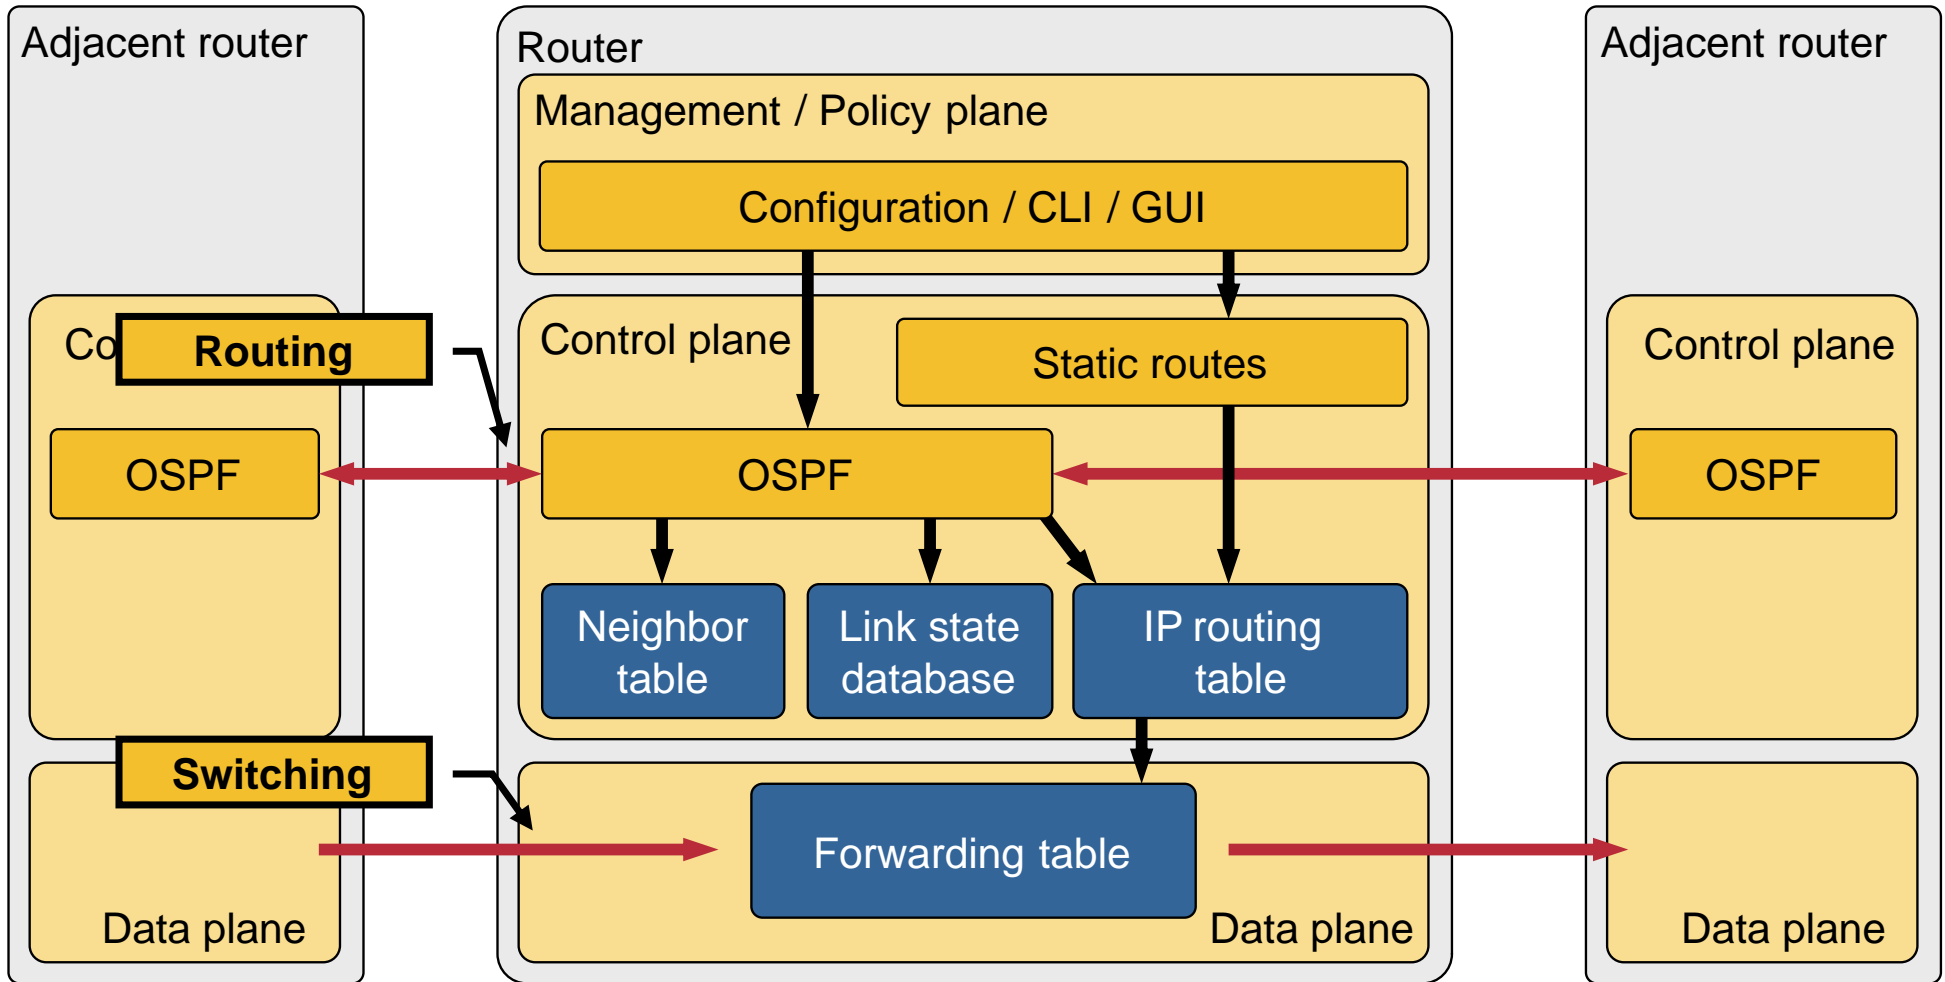 Adjacent router
Router
Adjacent router
Management / Policy plane
Configuration / CLI / GUI
Co
Routing
Control plane
Static routes
Control plane
OSPF
OSPF
OSPF
Neighbor
table
Link state
database
IP routing
table
Switching
Forwarding table
Data plane
Data plane
Data plane